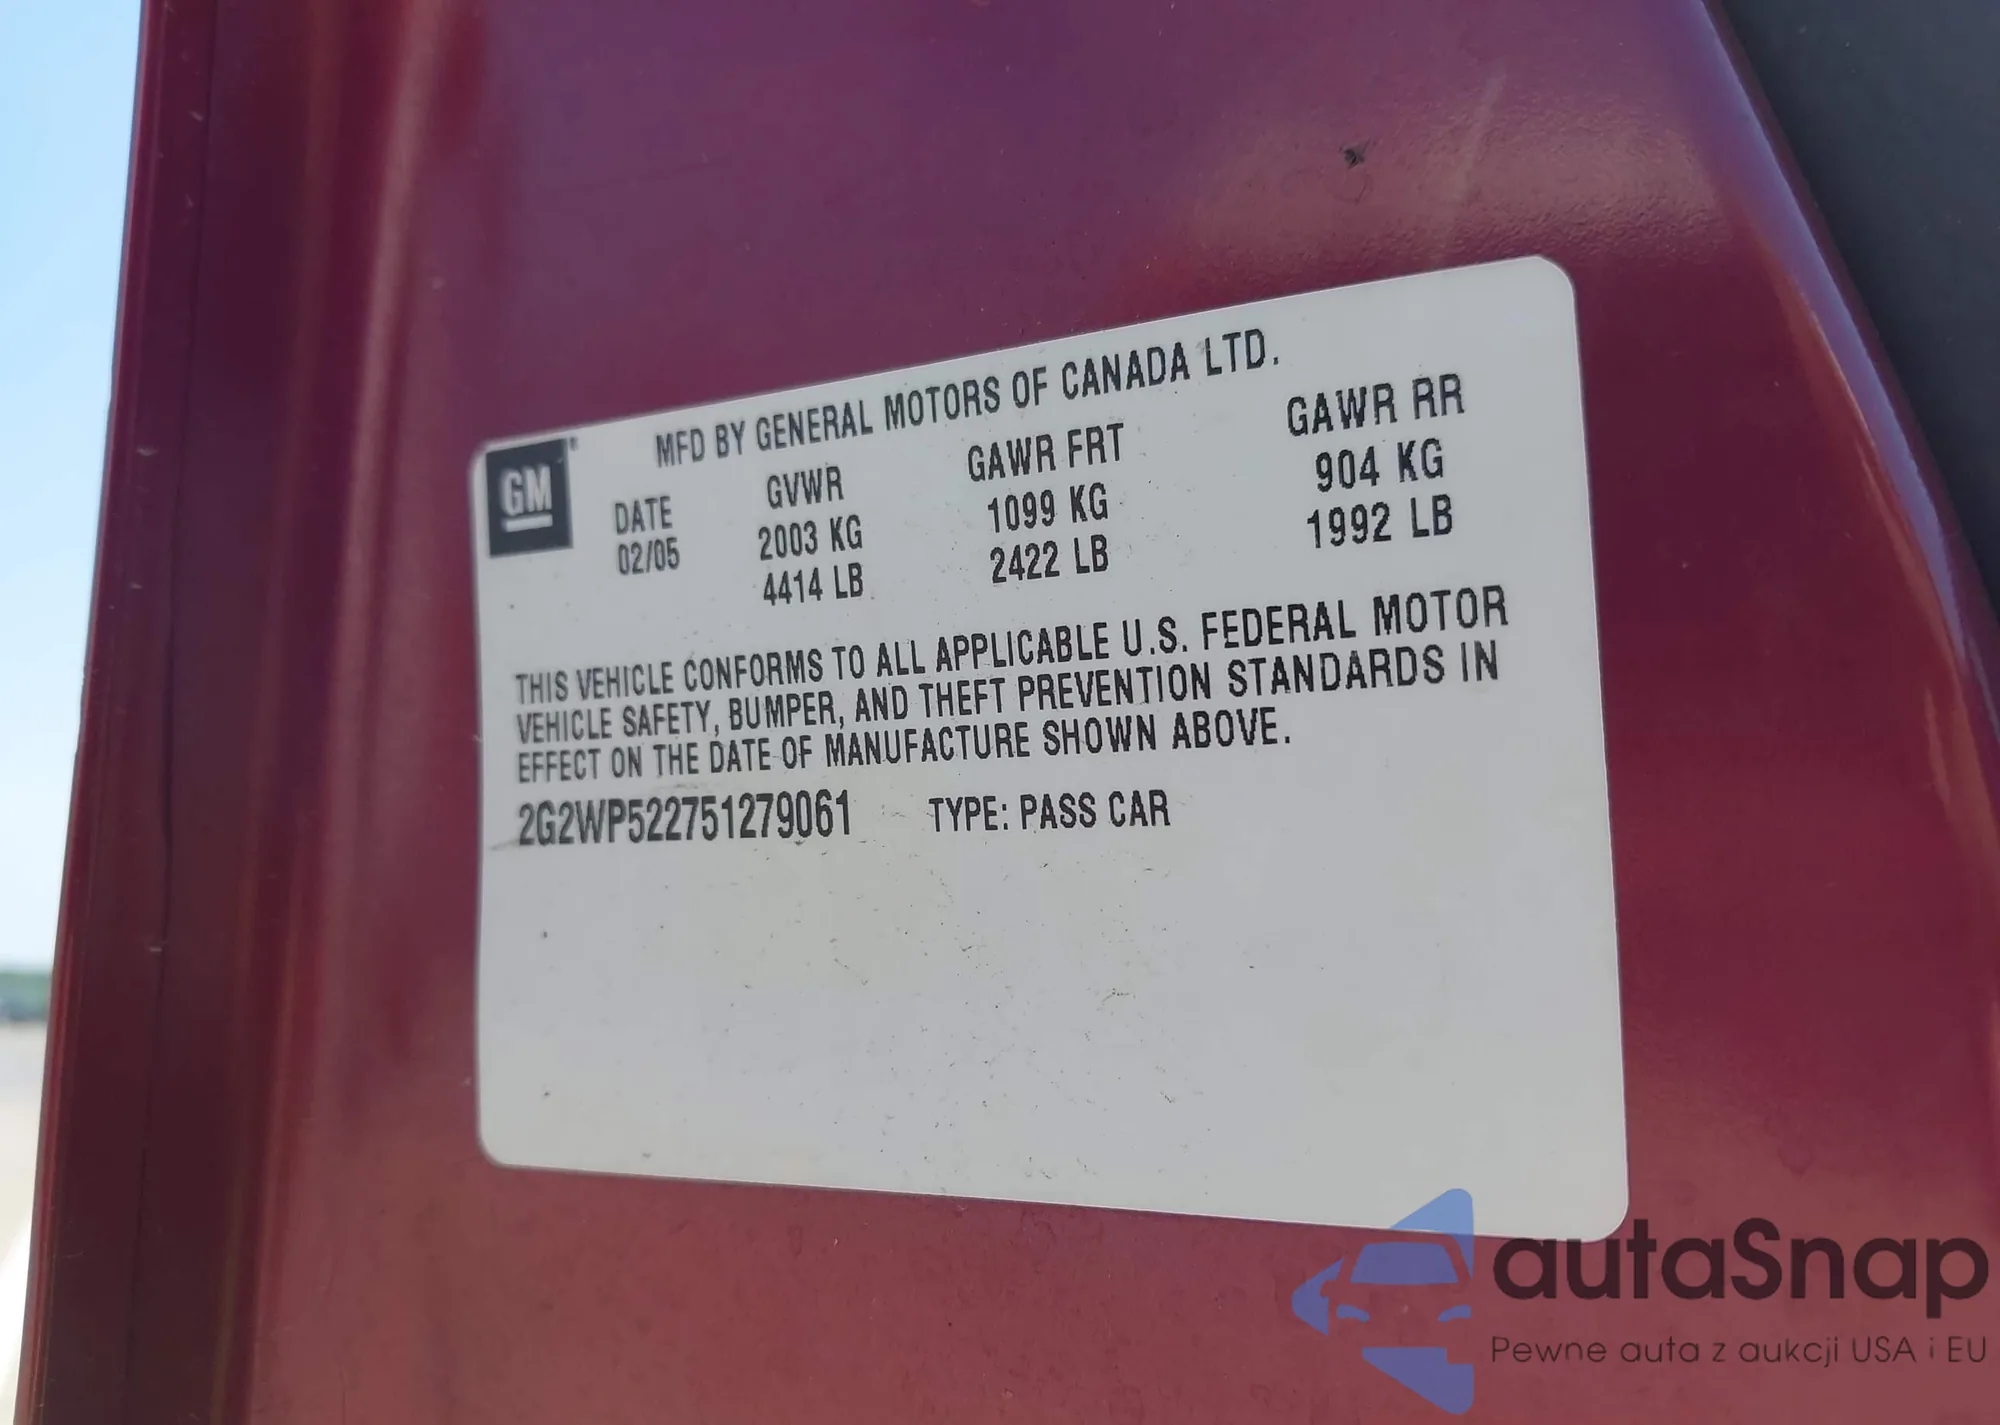 MFD BY GENERAL MOTORS OF CANADA LTD.
GM®
DATE GVWR GAWR FRT GAWR RR
02/05 2003 KG 1099 KG 904 KG
4414 LB 2422 LB 1992 LB
THIS VEHICLE CONFORMS TO ALL APPLICABLE U.S. FEDERAL MOTOR
VEHICLE SAFETY, BUMPER, AND THEFT PREVENTION STANDARDS IN
EFFECT ON THE DATE OF MANUFACTURE SHOWN ABOVE.
2G2WP522751279061 TYPE: PASS CAR
autaSnap
Pewne auta z aukcji USA i EU